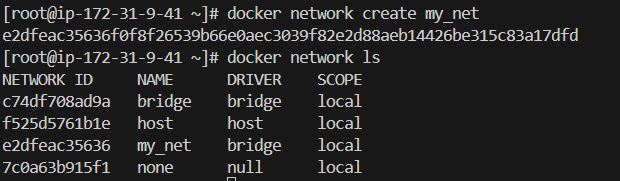 [root@ip-172-31-9-41 ~]# docker network create my_net
e2dfeac35636f0f8f26539b66e0aec3039f82e2d88aeb14426be315c83a17dfd
[root@ip-172-31-9-41 ~]# docker network ls
NETWORK ID     NAME      DRIVER    SCOPE
c74df708ad9a   bridge    bridge    local
f525d5761b1e   host      host      local
e2dfeac35636   my_net    bridge    local
7c0a63b915f1   none      null      local